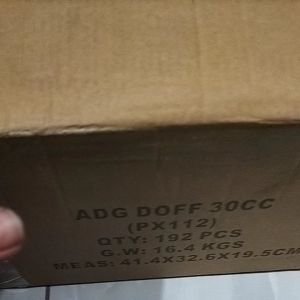 ADG DOFF 30CC
(PX112)
QTY: 192 PCS
G.W: 16.4 KGS
MEAS: 41.4X32.6X19.5CM